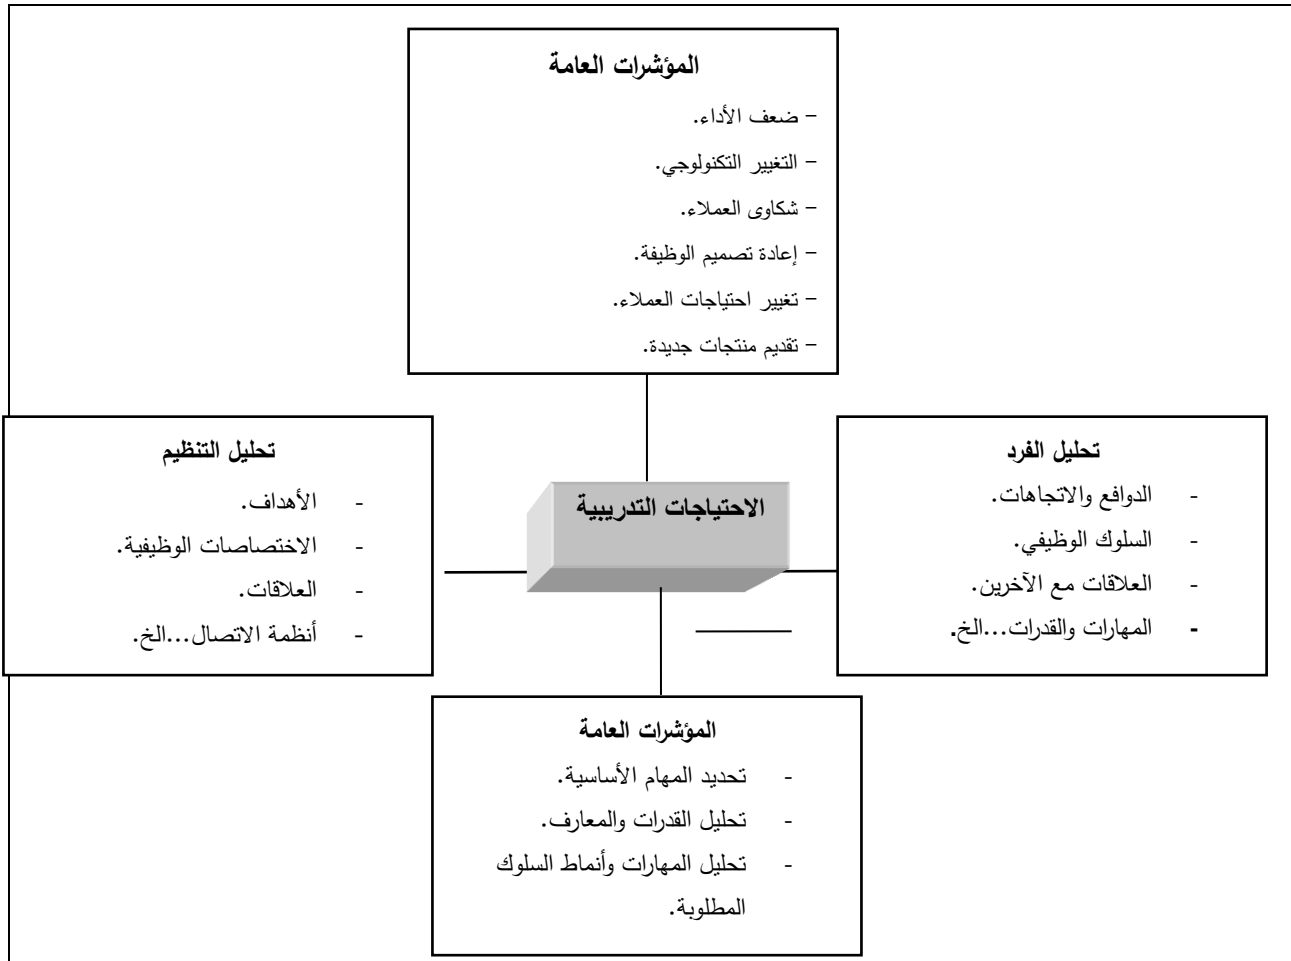 المؤشرات العامة
– ضعف الأداء.
– التغيير التكنولوجي.
– شكاوى العملاء.
– إعادة تصميم الوظيفة.
– تغيير احتياجات العملاء.
– تقديم منتجات جديدة.
تحليل الفرد
- الدوافع والاتجاهات.
- السلوك الوظيفي.
- العلاقات مع الآخرين.
- المهارات والقدرات...الخ.
الاحتياجات التدريبية
تحليل التنظيم
- الأهداف.
- الاختصاصات الوظيفية.
- العلاقات.
- أنظمة الاتصال...الخ.
المؤشرات العامة
- تحديد المهام الأساسية.
- تحليل القدرات والمعارف.
- تحليل المهارات وأنماط السلوك
المطلوبة.